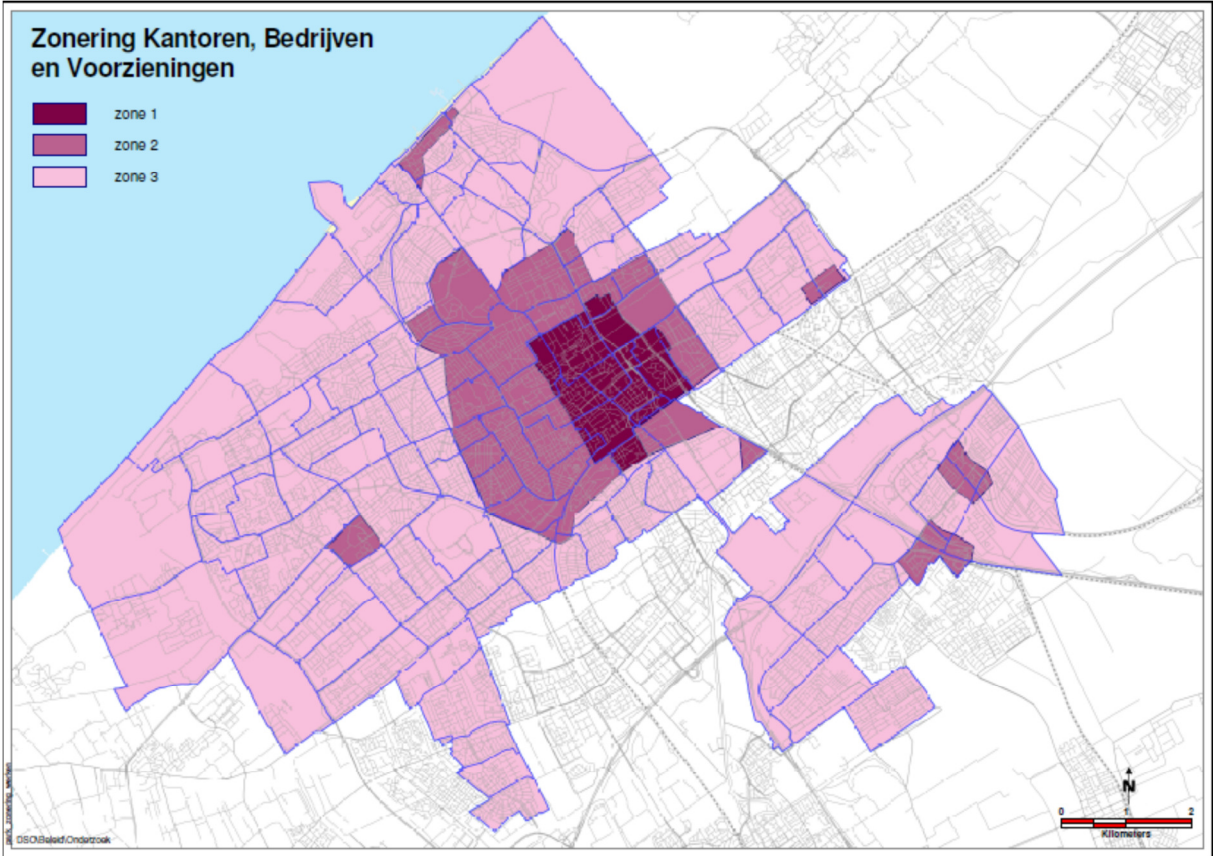 Zonering Kantoren, Bedrijven
en Voorzieningen
zone 1
zone 2
zone 3
N
0 1 2
Kilometers
DSO\Beleid\Onderzoek